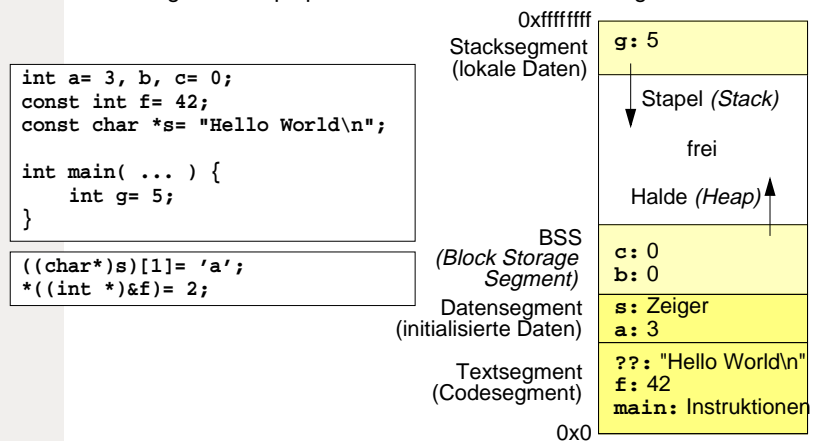 int a= 3, b, c= 0;
const int f= 42;
const char *s= "Hello World\n";
int main( ... ) {
int g= 5;
}
((char*)s)[1]= 'a';
*((int *)&f)= 2;
0xffffffff
Stacksegment
(lokale Daten)
g: 5
Stapel (Stack)
frei
Halde (Heap)
BSS
(Block Storage
Segment)
c: 0
b: 0
Datensegment
(initialisierte Daten)
s: Zeiger
a: 3
Textsegment
(Codesegment)
??: "Hello World\n"
f: 42
main: Instruktionen
0x0